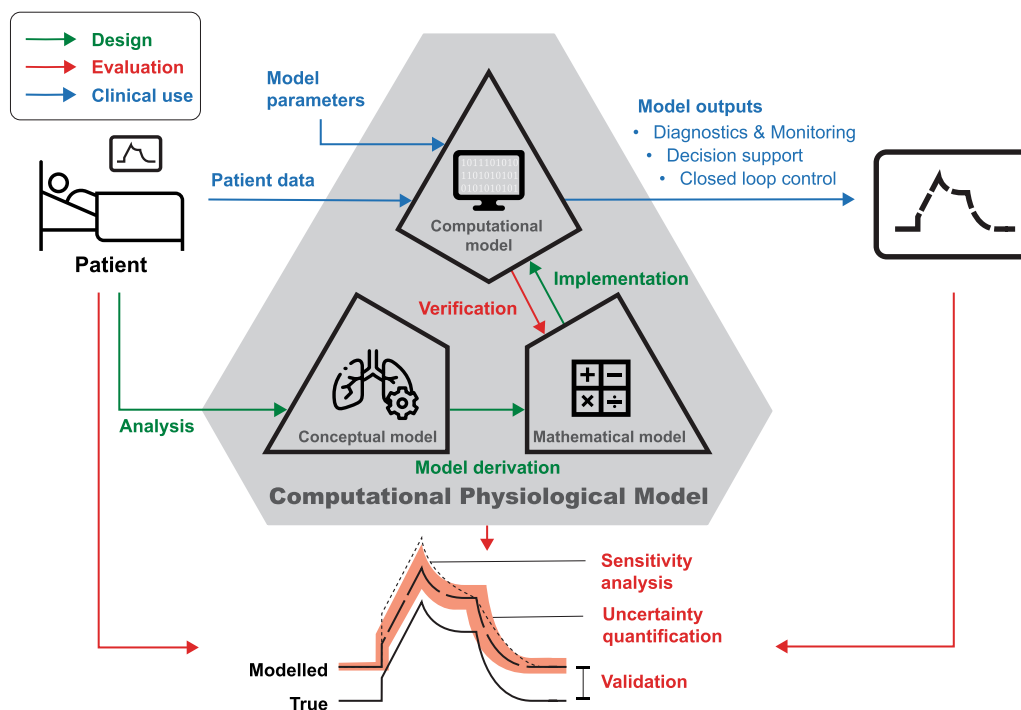 Design
Evaluation
Clinical use
Model
parameters
Patient data
Patient
Model outputs
• Diagnostics & Monitoring
• Decision support
• Closed loop control
1011101010
1101010101
0101010101
Computational
model
Verification
Implementation
Analysis
Conceptual model
Mathematical model
Model derivation
Computational Physiological Model
Sensitivity
analysis
Uncertainty
quantification
Modelled
Validation
True